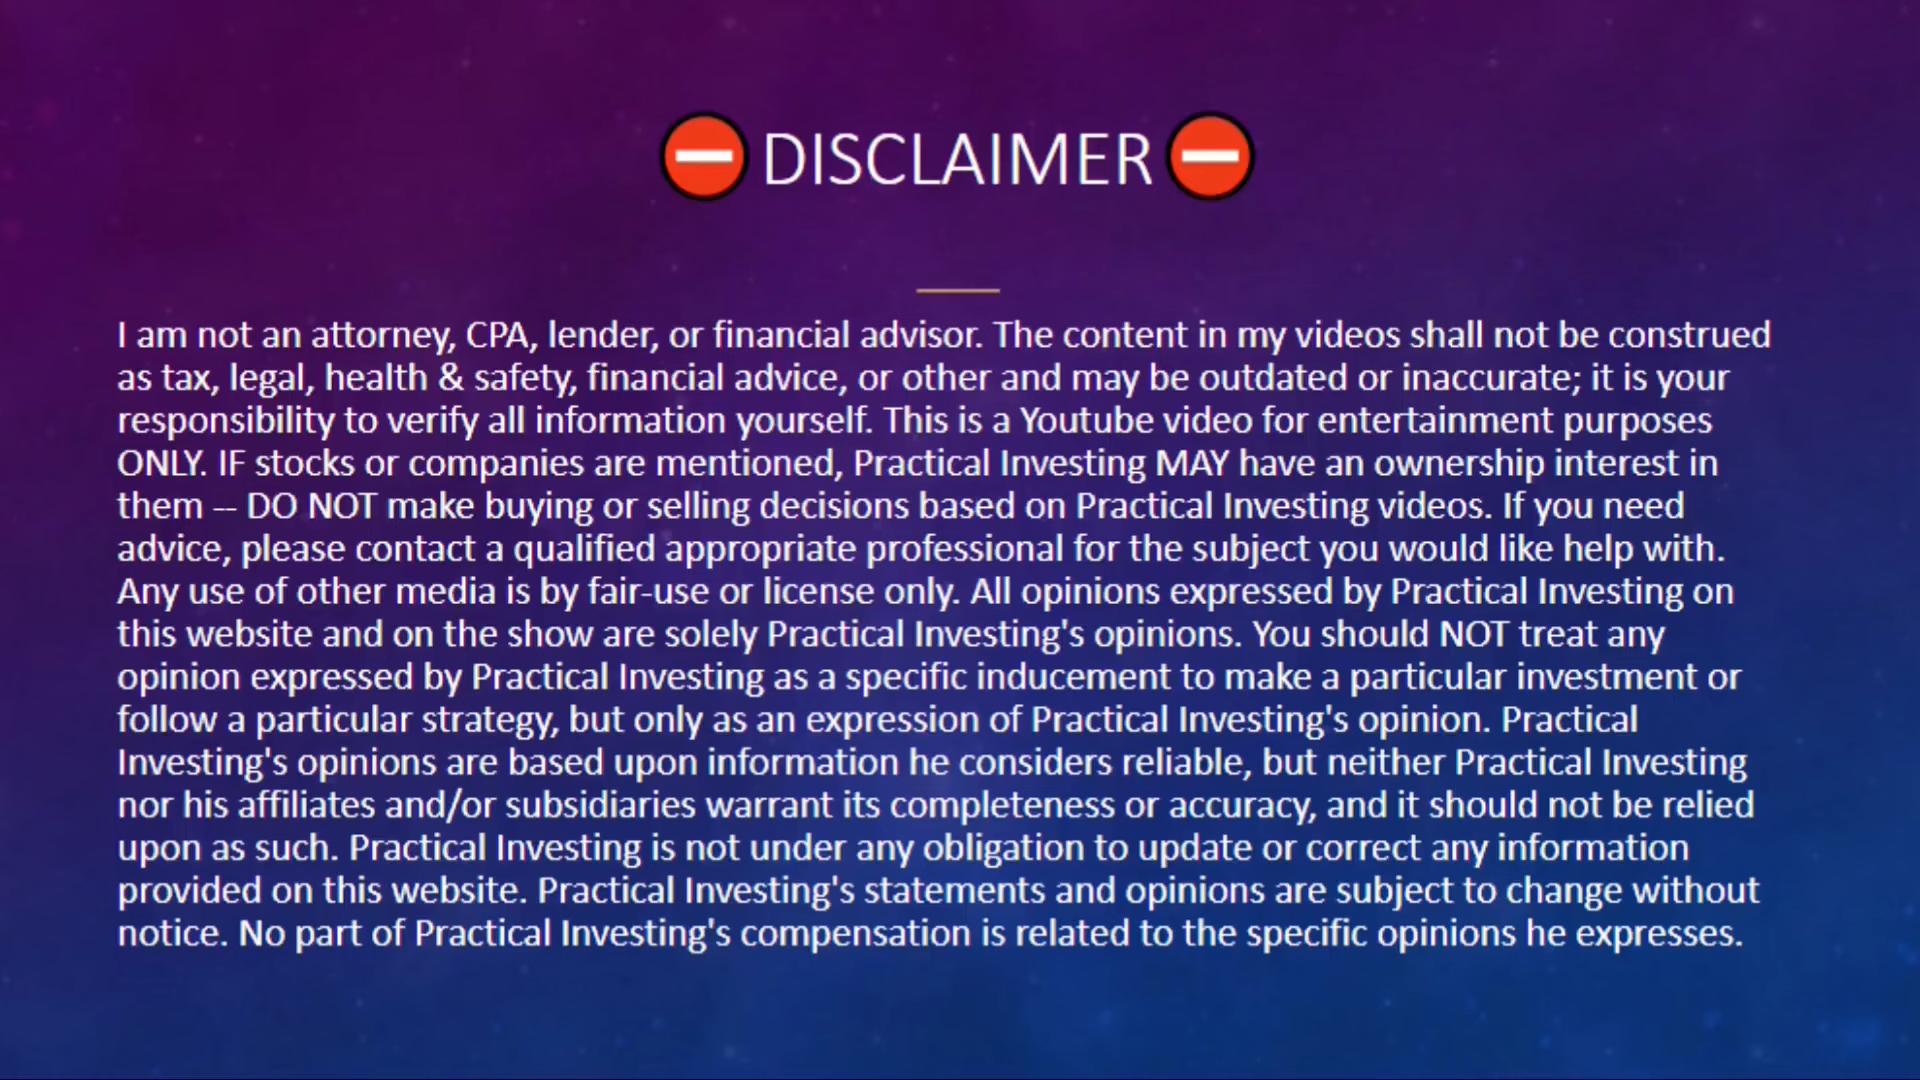 ⛔DISCLAIMER⛔
I am not an attorney, CPA, lender, or financial advisor. The content in my videos shall not be construed
as tax, legal, health & safety, financial advice, or other and may be outdated or inaccurate; it is your
responsibility to verify all information yourself. This is a Youtube video for entertainment purposes
ONLY. IF stocks or companies are mentioned, Practical Investing MAY have an ownership interest in
them -- DO NOT make buying or selling decisions based on Practical Investing videos. If you need
advice, please contact a qualified appropriate professional for the subject you would like help with.
Any use of other media is by fair-use or license only. All opinions expressed by Practical Investing on
this website and on the show are solely Practical Investing's opinions. You should NOT treat any
opinion expressed by Practical Investing as a specific inducement to make a particular investment or
follow a particular strategy, but only as an expression of Practical Investing's opinion. Practical
Investing's opinions are based upon information he considers reliable, but neither Practical Investing
nor his affiliates and/or subsidiaries warrant its completeness or accuracy, and it should not be relied
upon as such. Practical Investing is not under any obligation to update or correct any information
provided on this website. Practical Investing's statements and opinions are subject to change without
notice. No part of Practical Investing's compensation is related to the specific opinions he expresses.